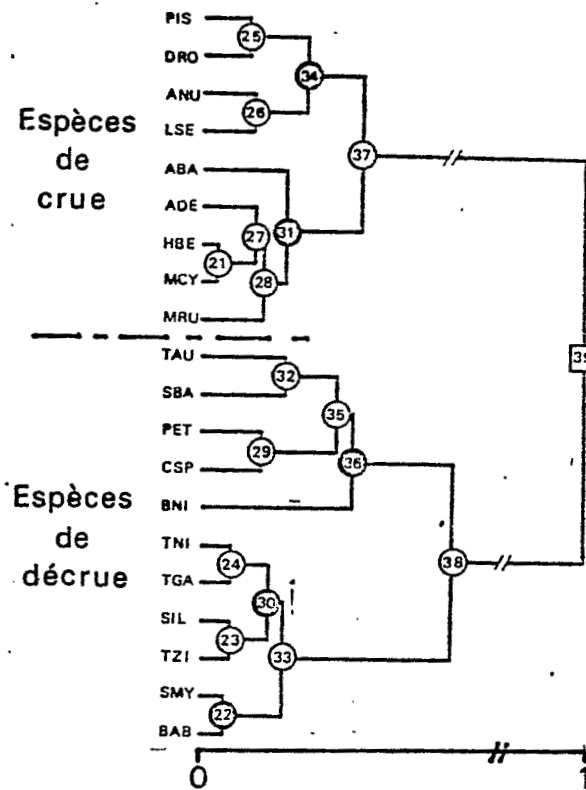 PIS
25
DRO
34
ANU
26
LSE
Espèces
de
crue
37
ABA
ADE
27
31
HBE
21
MCY
28
MRU
TAU
32
39
SBA
35
PET
29
36
CSP
Espèces
de
décrue
BNI
TNI
24
38
TGA
30
SIL
23
33
TZI
SMY
22
BAB
0
1